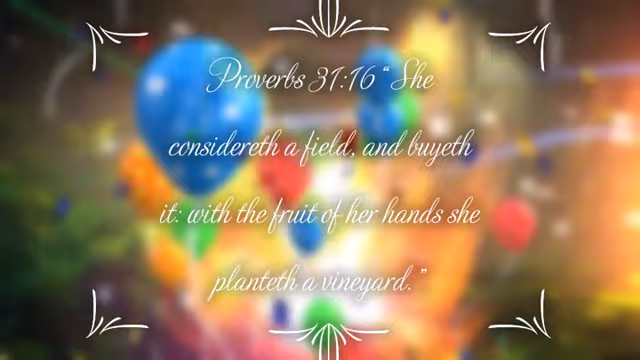 Proverbs 31:16 “She
considereth a field, and buyeth
it: with the fruit of her hands she
planteth a vineyard.”